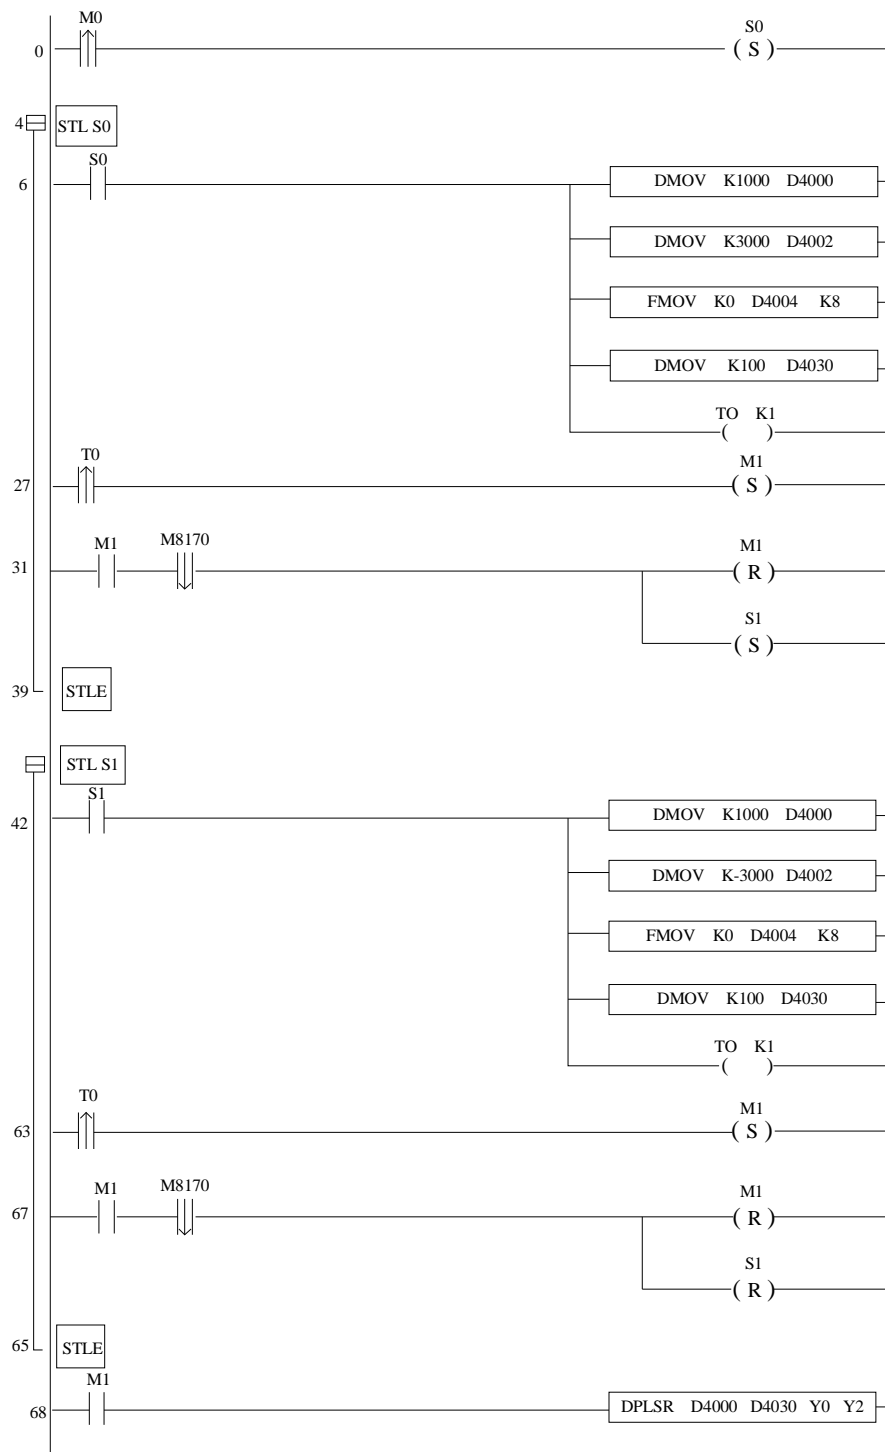 M0
S0
0
( S )
4
STL S0
S0
6
DMOV K1000 D4000
DMOV K3000 D4002
FMOV K0 D4004 K8
DMOV K100 D4030
TO K1
( )
T0
M1
27
( S )
M1 M8170
M1
31
( R )
S1
( S )
39
STLE
STL S1
S1
42
DMOV K1000 D4000
DMOV K-3000 D4002
FMOV K0 D4004 K8
DMOV K100 D4030
TO K1
( )
T0
M1
63
( S )
M1 M8170
M1
67
( R )
S1
( R )
65
STLE
M1
68
DPLSR D4000 D4030 Y0 Y2